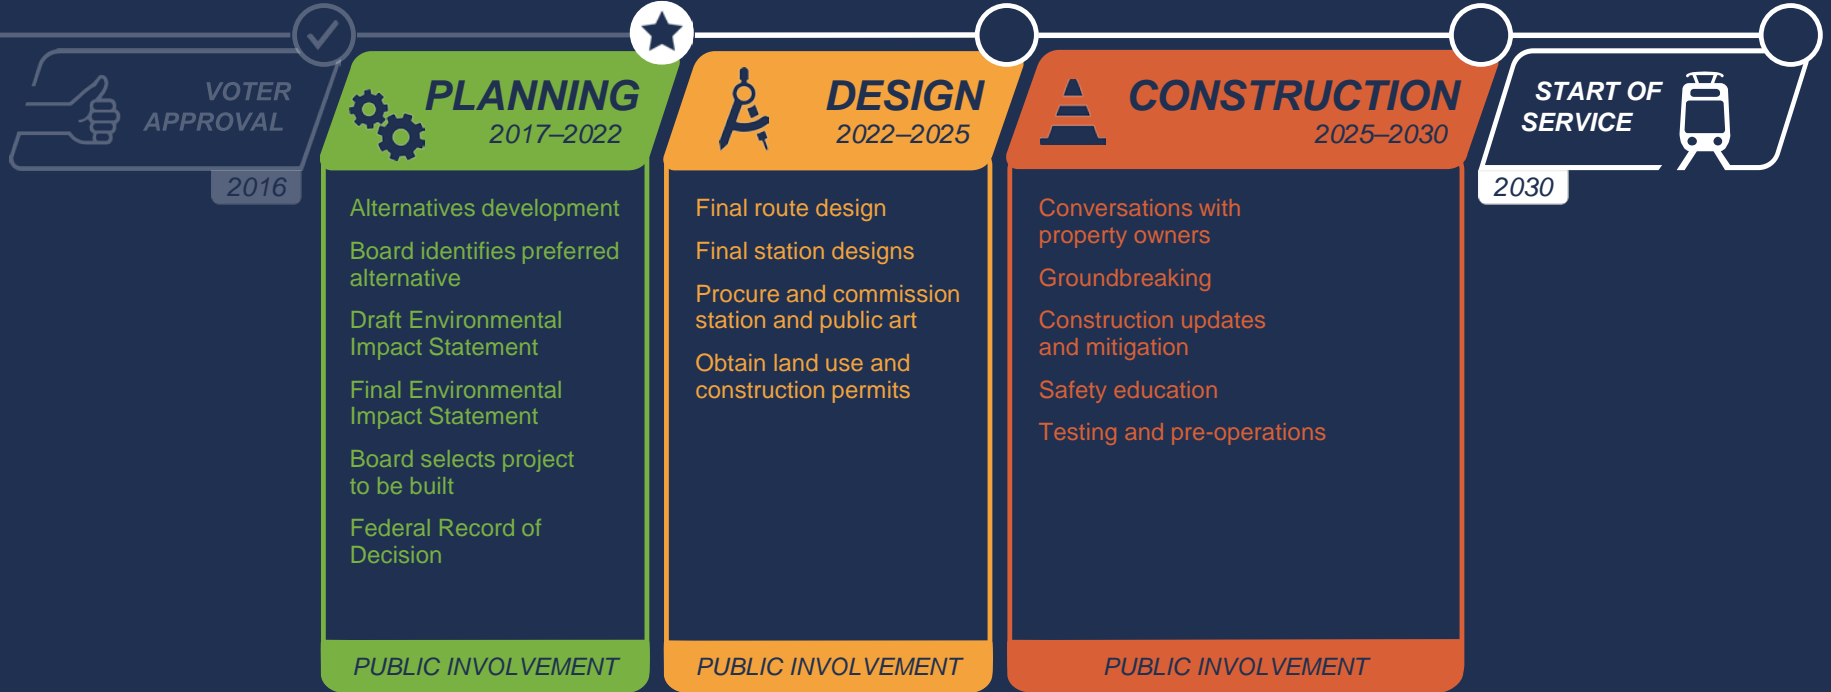 VOTER
APPROVAL
2016
PLANNING
2017–2022
Alternatives development
Board identifies preferred
alternative
Draft Environmental
Impact Statement
Final Environmental
Impact Statement
Board selects project
to be built
Federal Record of
Decision
PUBLIC INVOLVEMENT
DESIGN
2022–2025
Final route design
Final station designs
Procure and commission
station and public art
Obtain land use and
construction permits
PUBLIC INVOLVEMENT
CONSTRUCTION
2025–2030
Conversations with
property owners
Groundbreaking
Construction updates
and mitigation
Safety education
Testing and pre-operations
PUBLIC INVOLVEMENT
START OF
SERVICE
2030